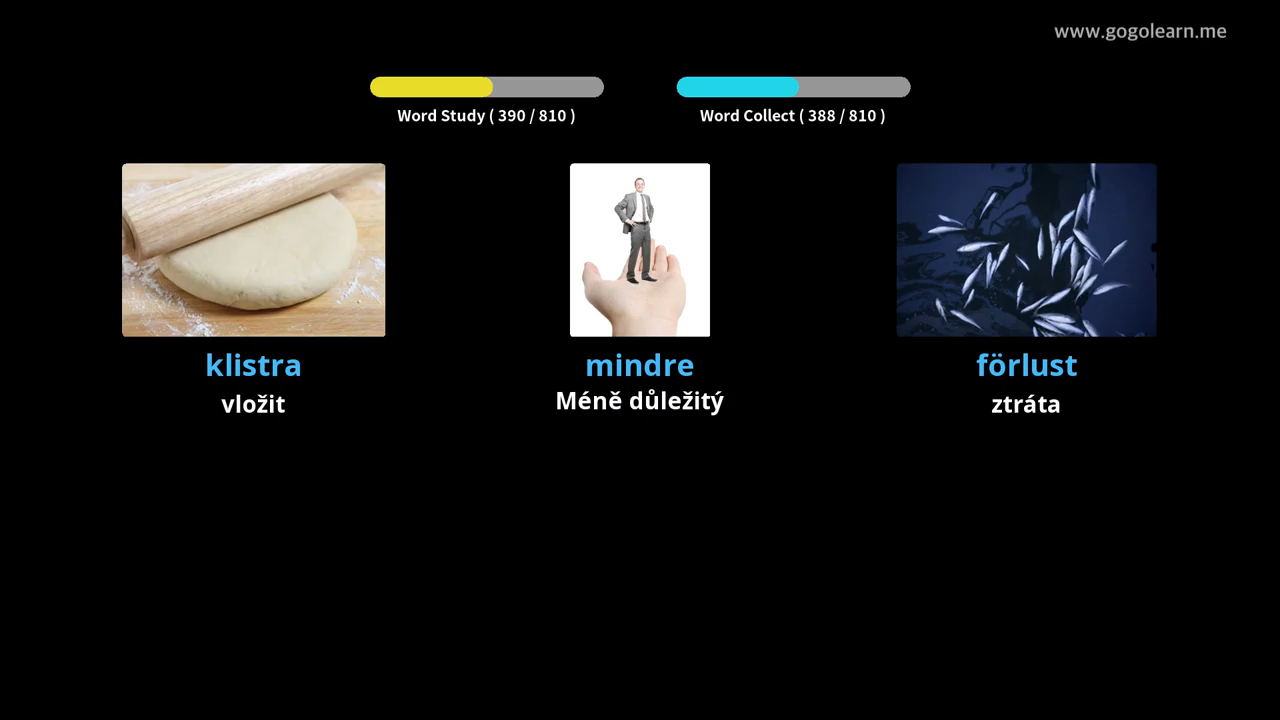 www.gogolearn.me
Word Study ( 390 / 810 )
Word Collect ( 388 / 810 )
klistra
mindre
förlust
vložit
Méně důležitý
ztráta